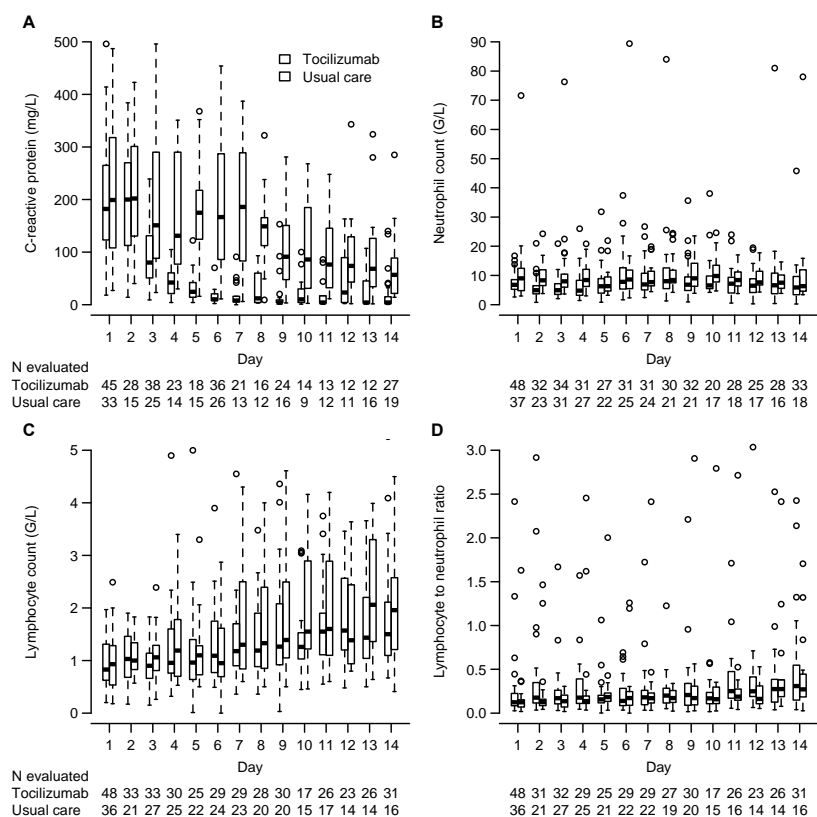 A
B
500
400
300
200
100
0
C-reactive protein (mg/L)
Tocilizumab
Usual care
1 2 3 4 5 6 7 8 9 10 11 12 13 14
Day
N evaluated
Tocilizumab 45 28 38 23 18 36 21 16 24 14 13 12 12 27
Usual care 33 15 25 14 15 26 13 12 16 9 12 11 16 19
90
80
70
60
50
40
30
20
10
0
Neutrophil count (G/L)
1 2 3 4 5 6 7 8 9 10 11 12 13 14
Day
48 32 34 31 27 31 31 30 32 20 28 25 28 33
37 23 31 27 22 25 24 21 21 17 18 17 16 18
C
D
5
4
3
2
1
0
Lymphocyte count (G/L)
1 2 3 4 5 6 7 8 9 10 11 12 13 14
Day
N evaluated
Tocilizumab 48 33 33 30 25 29 29 28 30 17 26 23 26 31
Usual care 36 21 27 25 22 24 23 20 20 15 17 14 14 16
3.0
2.5
2.0
1.5
1.0
0.5
0.0
Lymphocyte to neutrophil ratio
1 2 3 4 5 6 7 8 9 10 11 12 13 14
Day
48 31 32 29 25 29 29 27 30 17 26 23 26 31
36 21 27 25 21 22 22 19 20 15 16 14 14 16